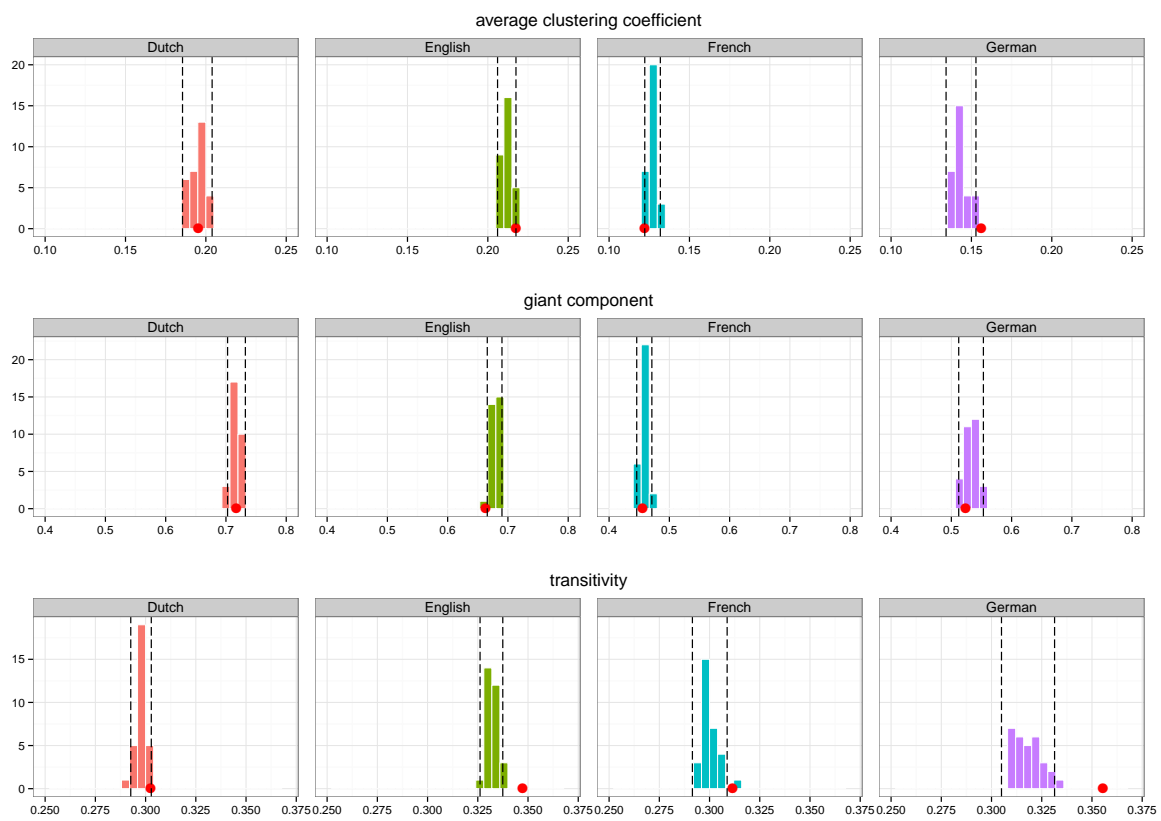 average clustering coefficient
Dutch English French German
20
15
10
5
0
0.10 0.15 0.20 0.25 0.10 0.15 0.20 0.25 0.10 0.15 0.20 0.25 0.10 0.15 0.20 0.25
giant component
Dutch English French German
20
15
10
5
0
0.4 0.5 0.6 0.7 0.8 0.4 0.5 0.6 0.7 0.8 0.4 0.5 0.6 0.7 0.8 0.4 0.5 0.6 0.7 0.8
transitivity
Dutch English French German
15
10
5
0
0.250 0.275 0.300 0.325 0.350 0.375 0.250 0.275 0.300 0.325 0.350 0.375 0.250 0.275 0.300 0.325 0.350 0.375 0.250 0.275 0.300 0.325 0.350 0.375